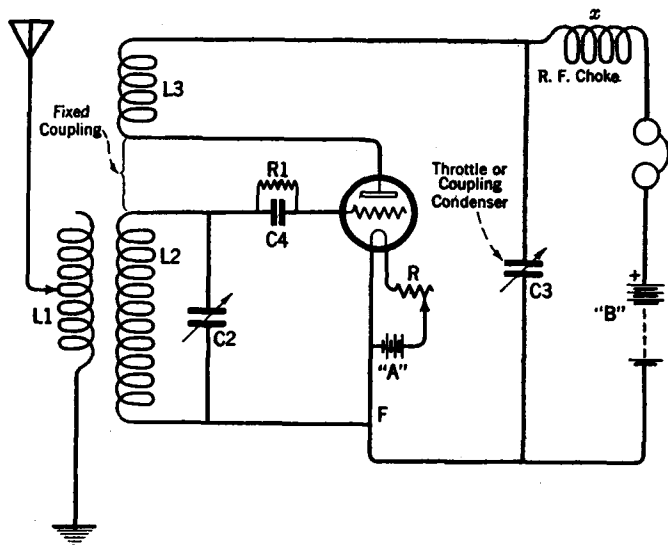 x
R. F. Choke
L3
Fixed
Coupling
R1
Throttle or
Coupling
Condenser
C4
L2
R
L1
C2
C3
+
"B"
"A"
F